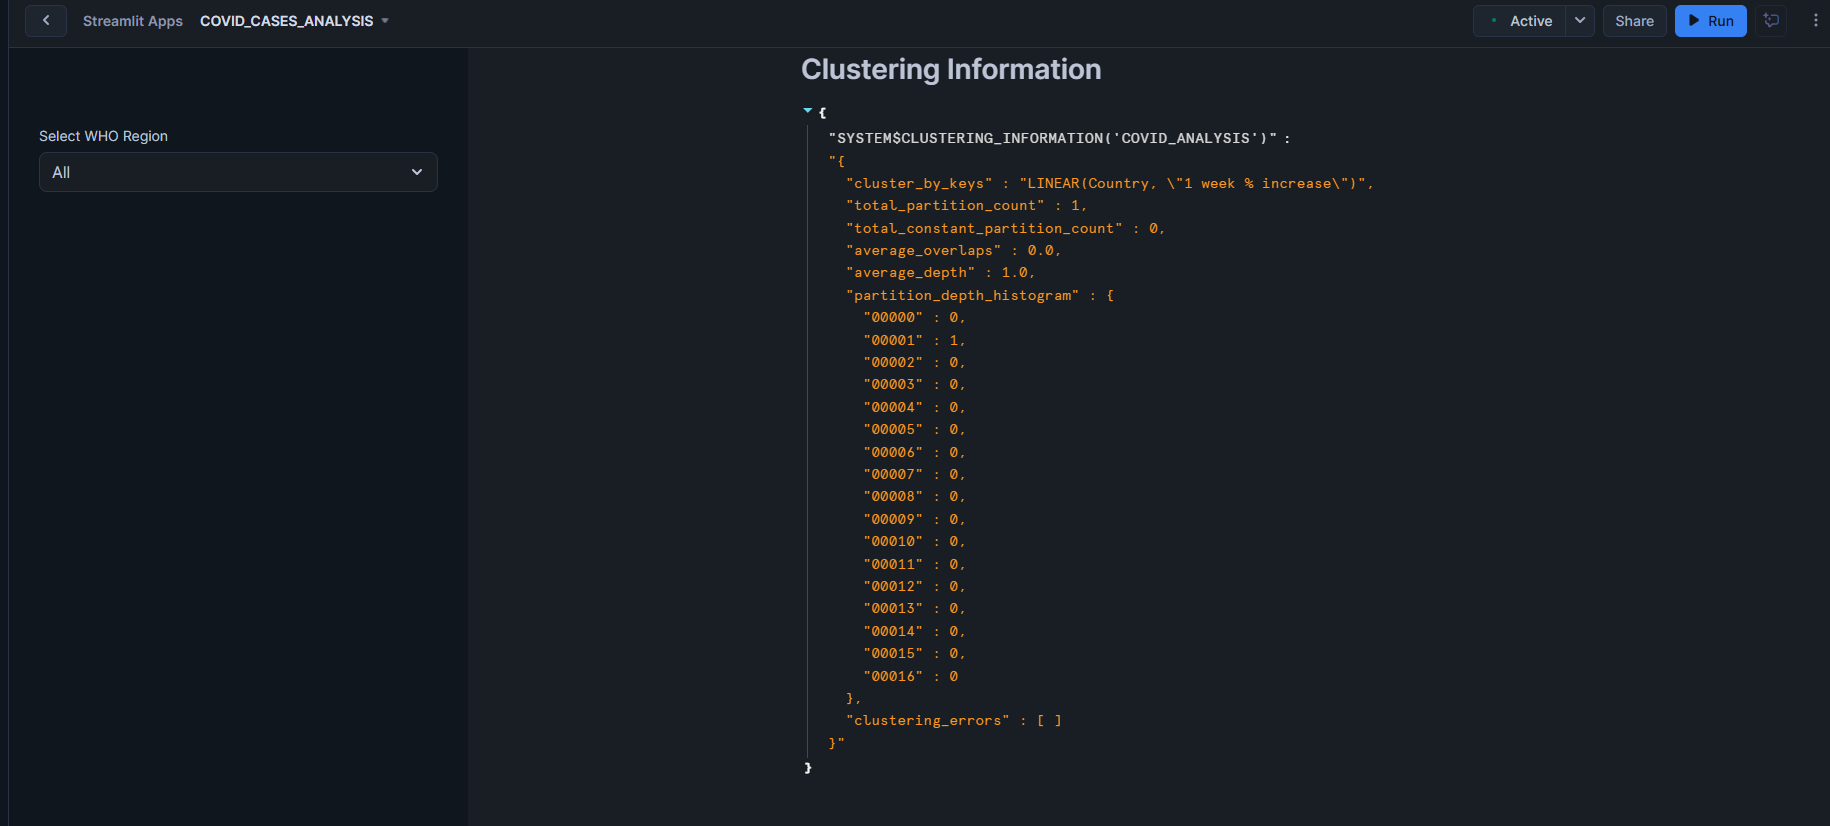 Streamlit Apps COVID_CASES_ANALYSIS
Active Share Run
Clustering Information
Select WHO Region
All
{
"SYSTEM$CLUSTERING_INFORMATION('COVID_ANALYSIS')" :
"{
"cluster_by_keys" : "LINEAR(Country, \"1 week % increase\")",
"total_partition_count" : 1,
"total_constant_partition_count" : 0,
"average_overlaps" : 0.0,
"average_depth" : 1.0,
"partition_depth_histogram" : {
"00000" : 0,
"00001" : 1,
"00002" : 0,
"00003" : 0,
"00004" : 0,
"00005" : 0,
"00006" : 0,
"00007" : 0,
"00008" : 0,
"00009" : 0,
"00010" : 0,
"00011" : 0,
"00012" : 0,
"00013" : 0,
"00014" : 0,
"00015" : 0,
"00016" : 0
},
"clustering_errors" : [ ]
}"
}